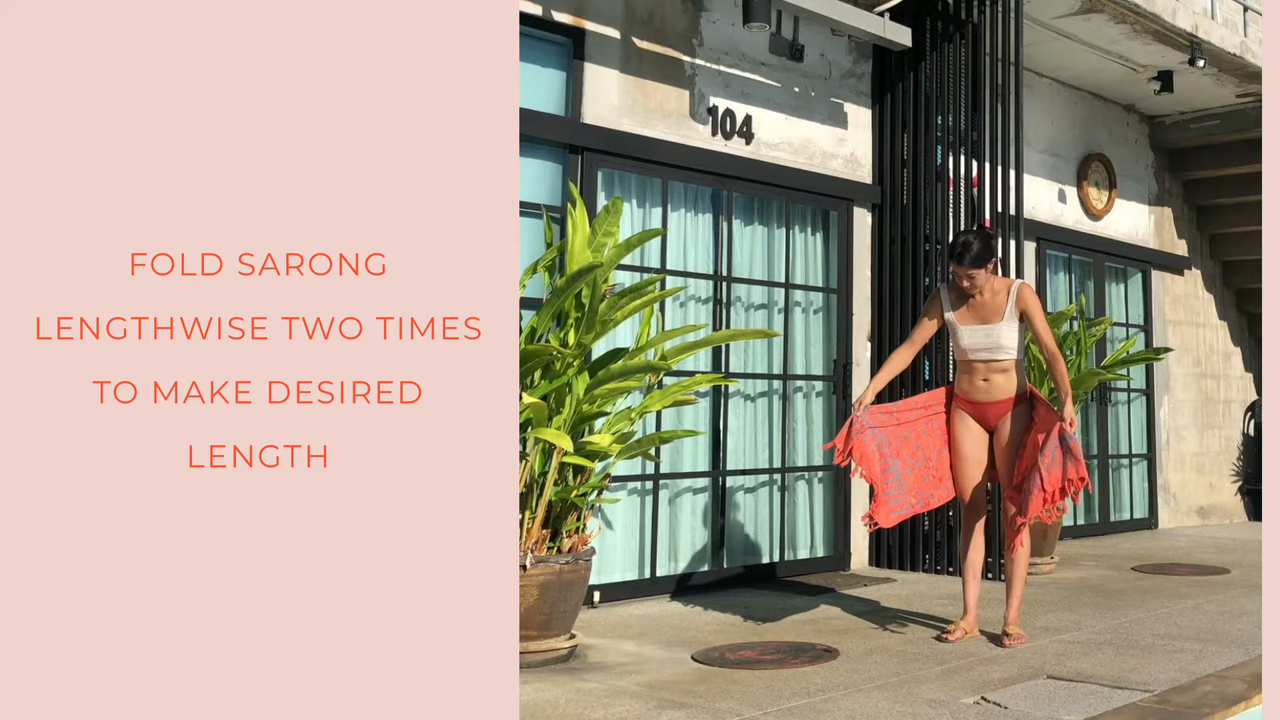 FOLD SARONG
LENGTHWISE TWO TIMES
TO MAKE DESIRED
LENGTH
104